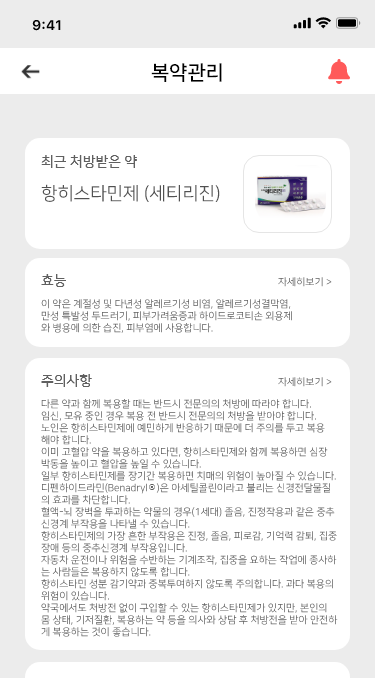 9:41
복약관리
최근 처방받은 약
항히스타민제 (세티리진)
효능
자세히보기 >
이 약은 계절성 및 다년성 알레르기성 비염, 알레르기성결막염,
만성 특발성 두드러기, 피부가려움증과 하이드로코티손 외용제
와 병용에 의한 습진, 피부염에 사용합니다.
주의사항
자세히보기 >
다른 약과 함께 복용할 때는 반드시 전문의의 처방에 따라야 합니다.
임신, 모유 중인 경우 복용 전 반드시 전문의의 처방을 받아야 합니다.
노인은 항히스타민제에 예민하게 반응하기 때문에 더 주의를 두고 복용
해야 합니다.
이미 고혈압 약을 복용하고 있다면, 항히스타민제와 함께 복용하면 심장
박동을 높이고 혈압을 높일 수 있습니다.
일부 항히스타민제를 장기간 복용하면 치매의 위험이 높아질 수 있습니다.
디펜하이드라민(Benadryl®)은 아세틸콜린이라고 불리는 신경전달물질
의 효과를 차단합니다.
혈액-뇌 장벽을 투과하는 약물의 경우(1세대) 졸음, 진정작용과 같은 중추
신경계 부작용을 나타낼 수 있습니다.
항히스타민제의 가장 흔한 부작용은 진정, 졸음, 피로감, 기억력 감퇴, 집중
장애 등의 중추신경계 부작용입니다.
자동차 운전이나 위험을 수반하는 기계조작, 집중을 요하는 작업에 종사하
는 사람들은 복용하지 않도록 합니다.
항히스타민 성분 감기약과 중복투여하지 않도록 주의합니다. 과다 복용의
위험이 있습니다.
약국에서도 처방전 없이 구입할 수 있는 항히스타민제가 있지만, 본인의
몸 상태, 기저질환, 복용하는 약 등을 의사와 상담 후 처방전을 받아 안전하
게 복용하는 것이 좋습니다.